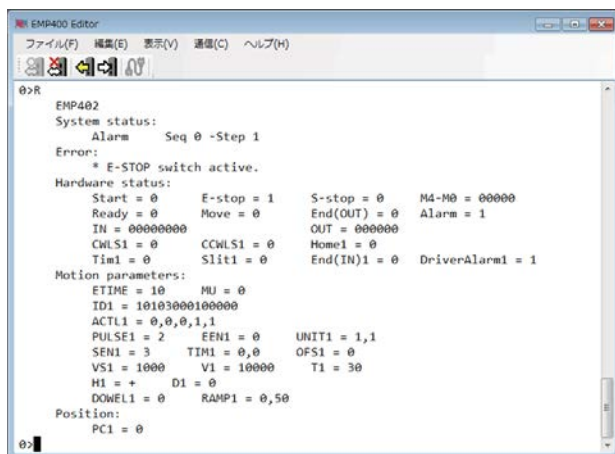 EMP400 Editor
ファイル(F) 編集(E) 表示(V) 通信(C) ヘルプ(H)
0>R
EMP402
System status:
Alarm Seq 0 -Step 1
Error:
* E-STOP switch active.
Hardware status:
Start = 0 E-stop = 1 S-stop = 0 M4-M0 = 00000
Ready = 0 Move = 0 End(OUT) = 0 Alarm = 1
IN = 00000000 OUT = 000000
CWLS1 = 0 CCWLS1 = 0 Home1 = 0
Tim1 = 0 Slit1 = 0 End(IN)1 = 0 DriverAlarm1 = 1
Motion parameters:
ETIME = 10 MU = 0
ID1 = 10103000100000
ACTL1 = 0,0,0,1,1
PULSE1 = 2 EEN1 = 0 UNIT1 = 1,1
SEN1 = 3 TIM1 = 0,0 OFS1 = 0
VS1 = 1000 V1 = 10000 T1 = 30
H1 = + D1 = 0
DOWEL1 = 0 RAMP1 = 0,50
Position:
PC1 = 0
0>